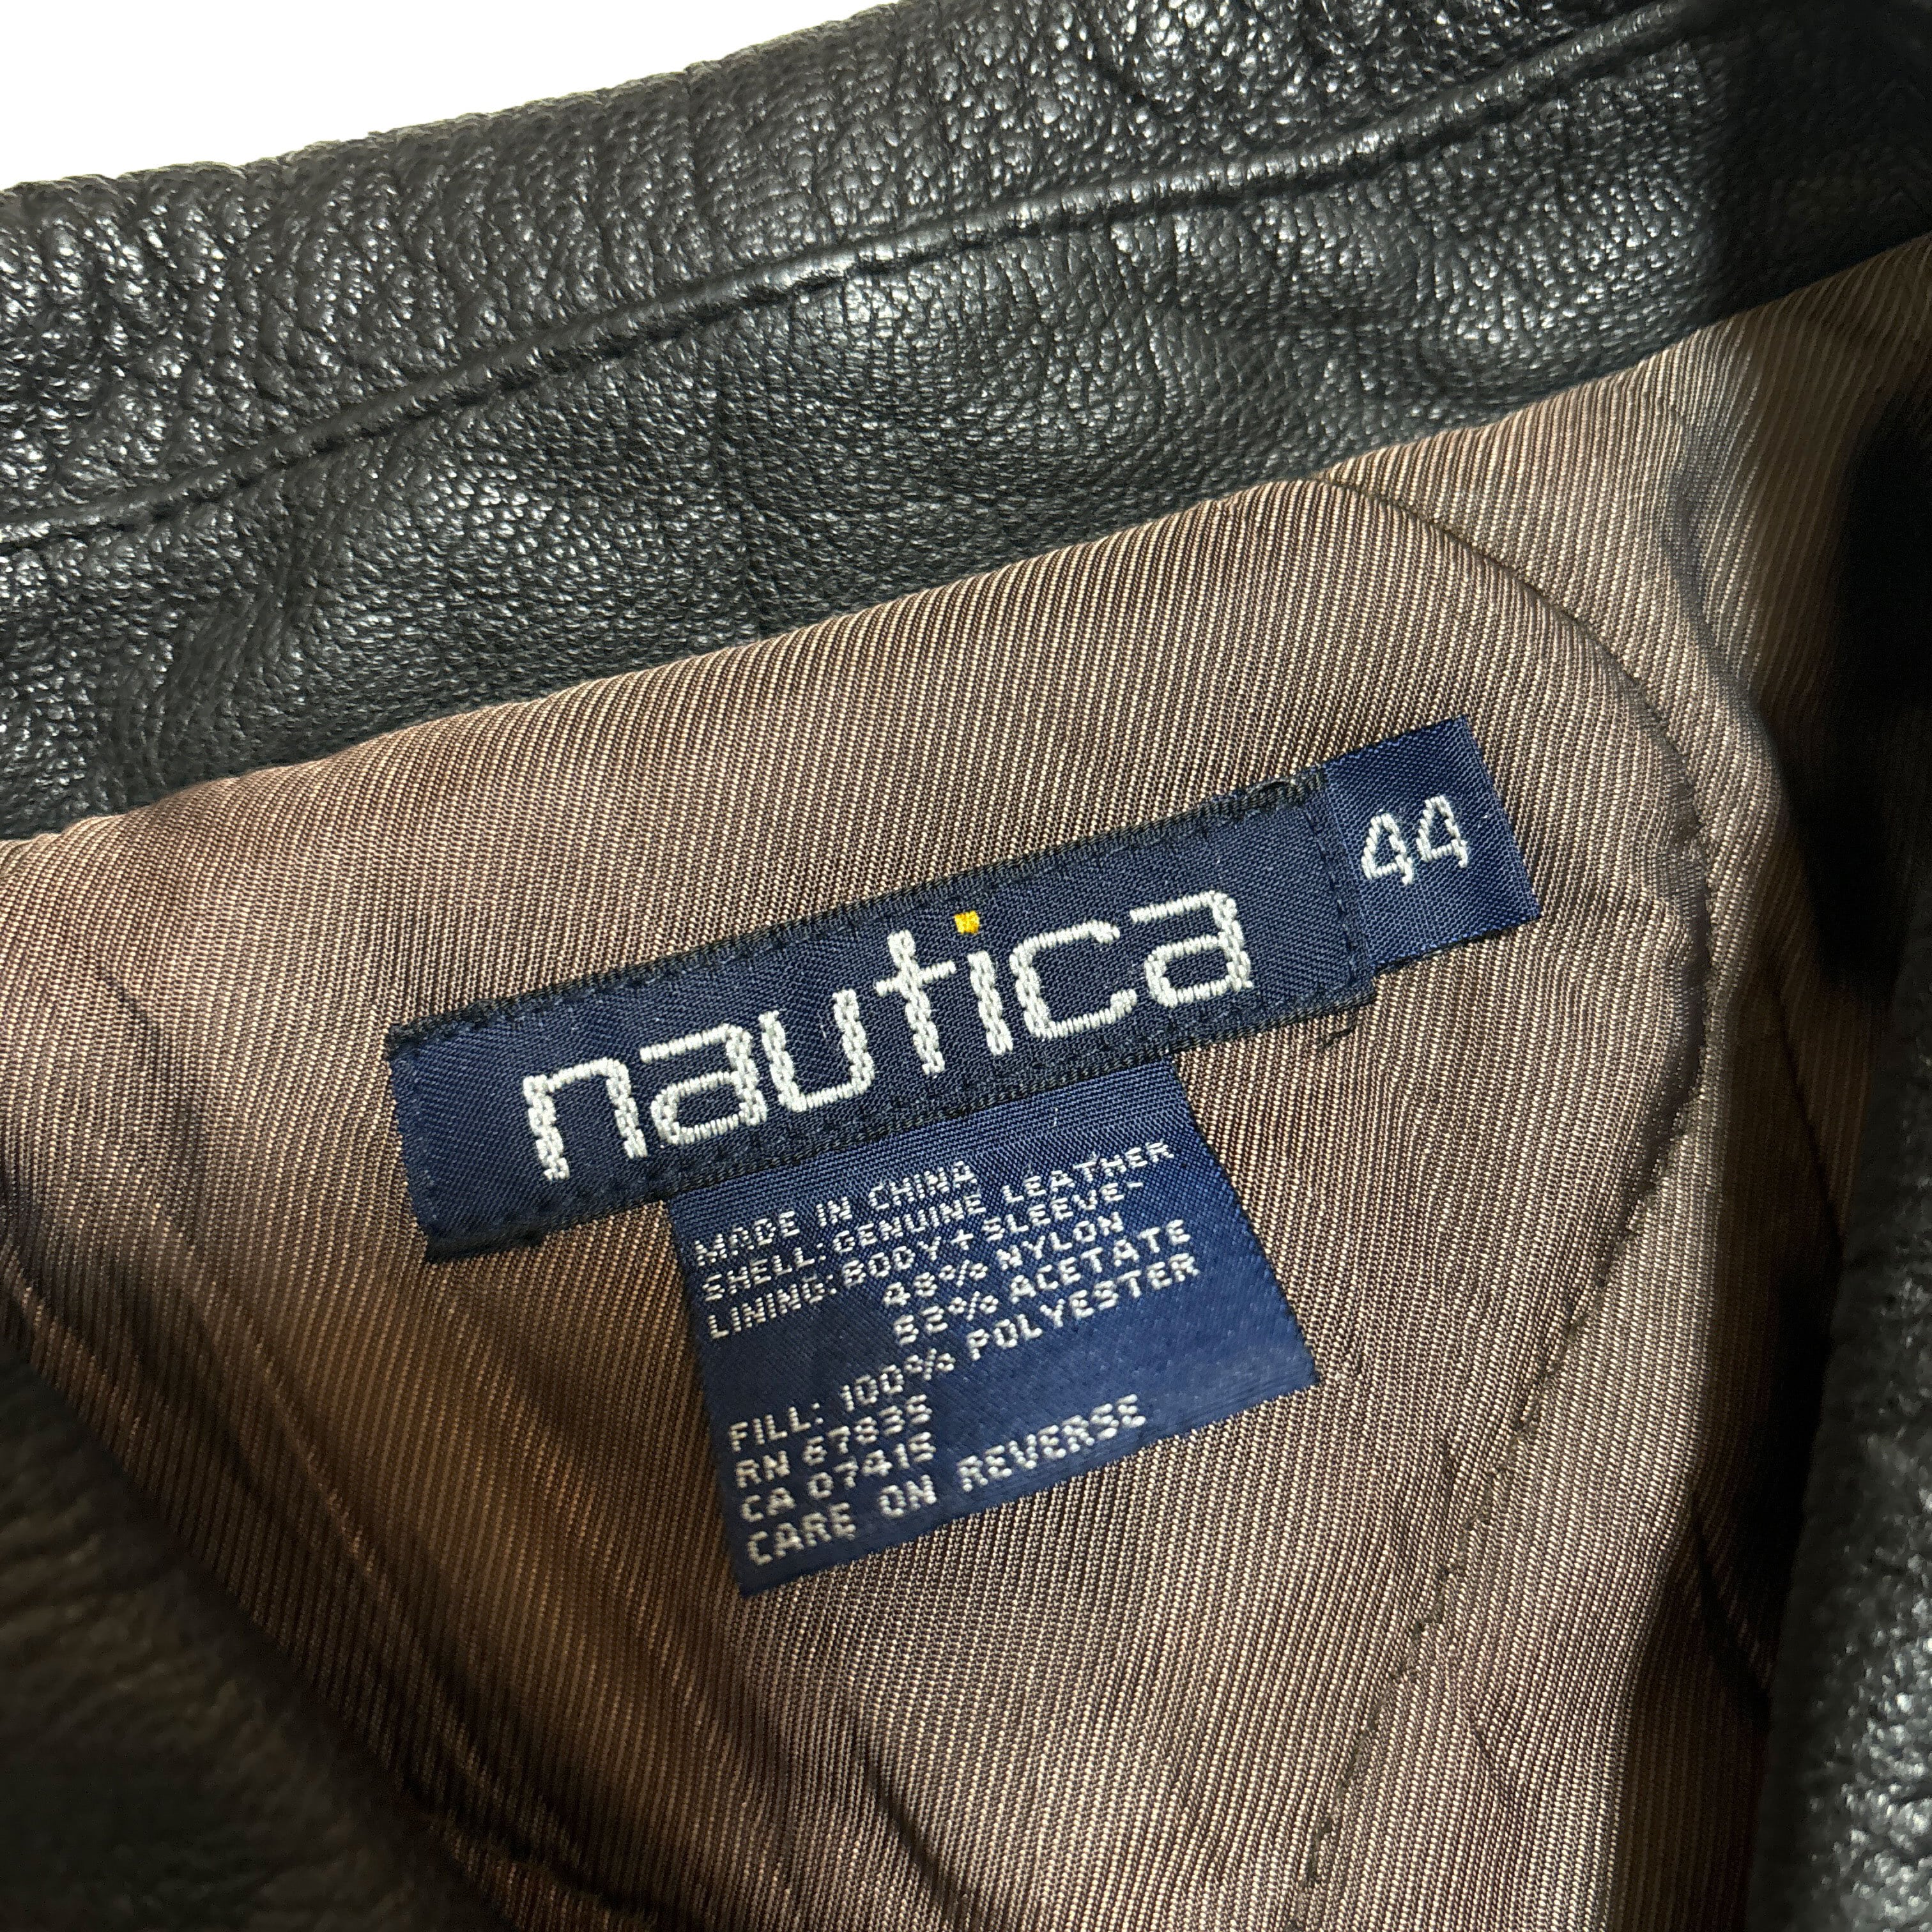 nautica
44
MADE IN CHINA
SHELL: GENUINE LEATHER
LINING: BODY + SLEEVE-
48% NYLON
52% ACETATE
FILL: 100% POLYESTER
RN 67835
CA 07415
CARE ON REVERSE